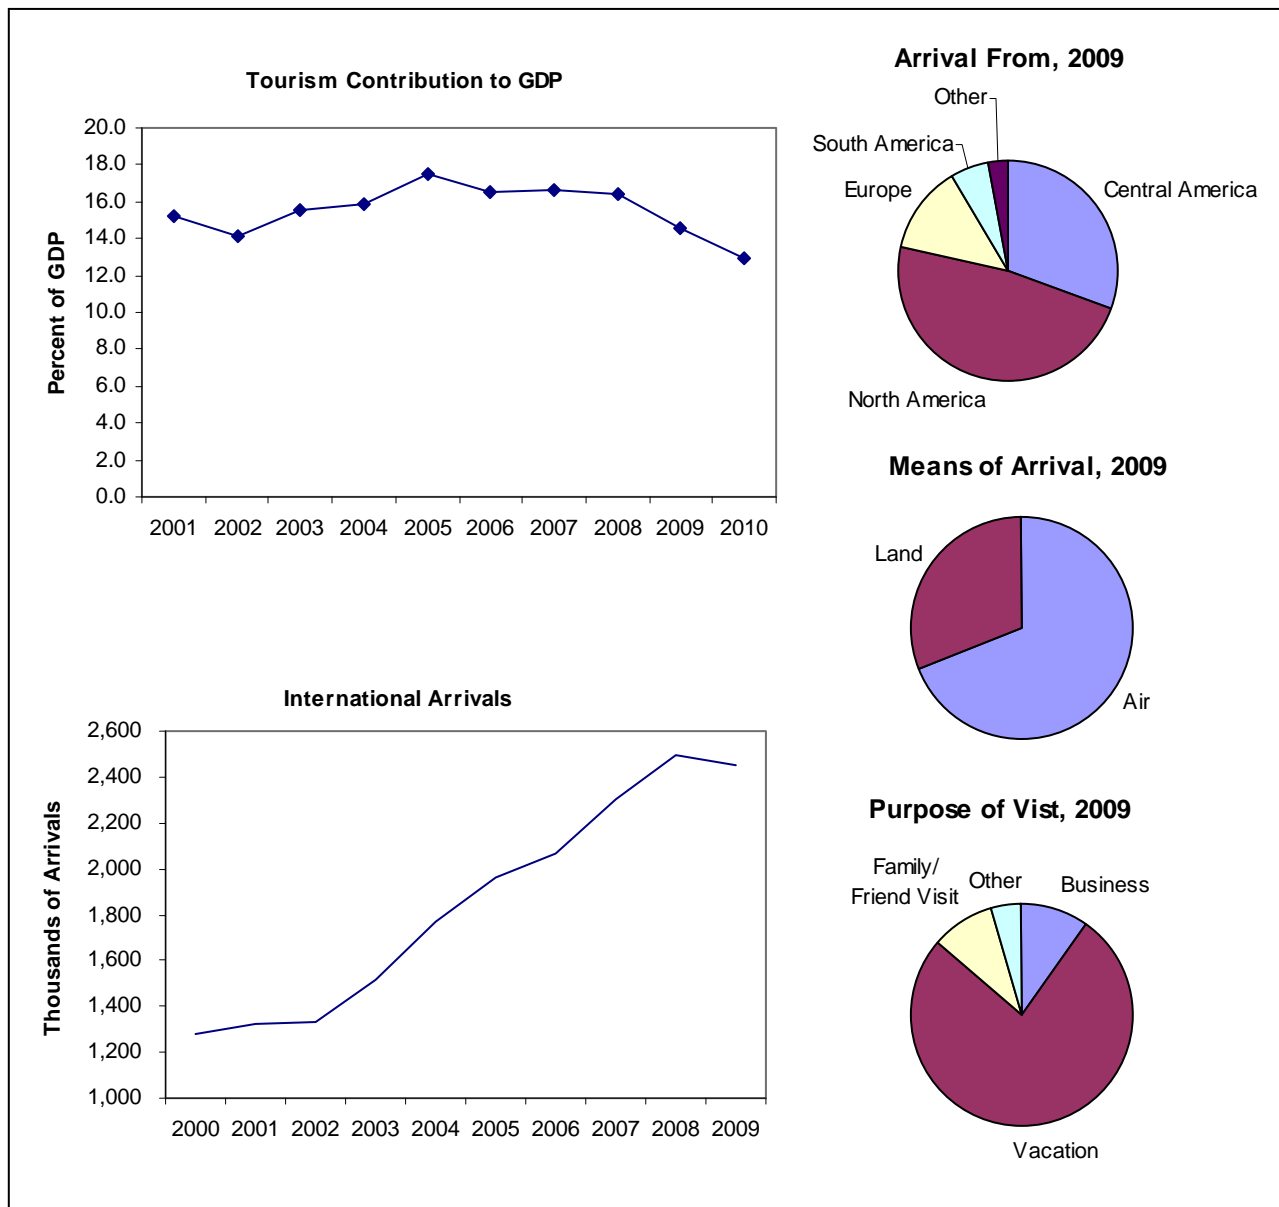 Tourism Contribution to GDP
Percent of GDP
20.0
18.0
16.0
14.0
12.0
10.0
8.0
6.0
4.0
2.0
0.0
2001 2002 2003 2004 2005 2006 2007 2008 2009 2010
International Arrivals
Thousands of Arrivals
2,600
2,400
2,200
2,000
1,800
1,600
1,400
1,200
1,000
2000 2001 2002 2003 2004 2005 2006 2007 2008 2009
Arrival From, 2009
Other
South America
Europe
Central America
North America
Means of Arrival, 2009
Land
Air
Purpose of Vist, 2009
Family/
Friend Visit
Other
Business
Vacation